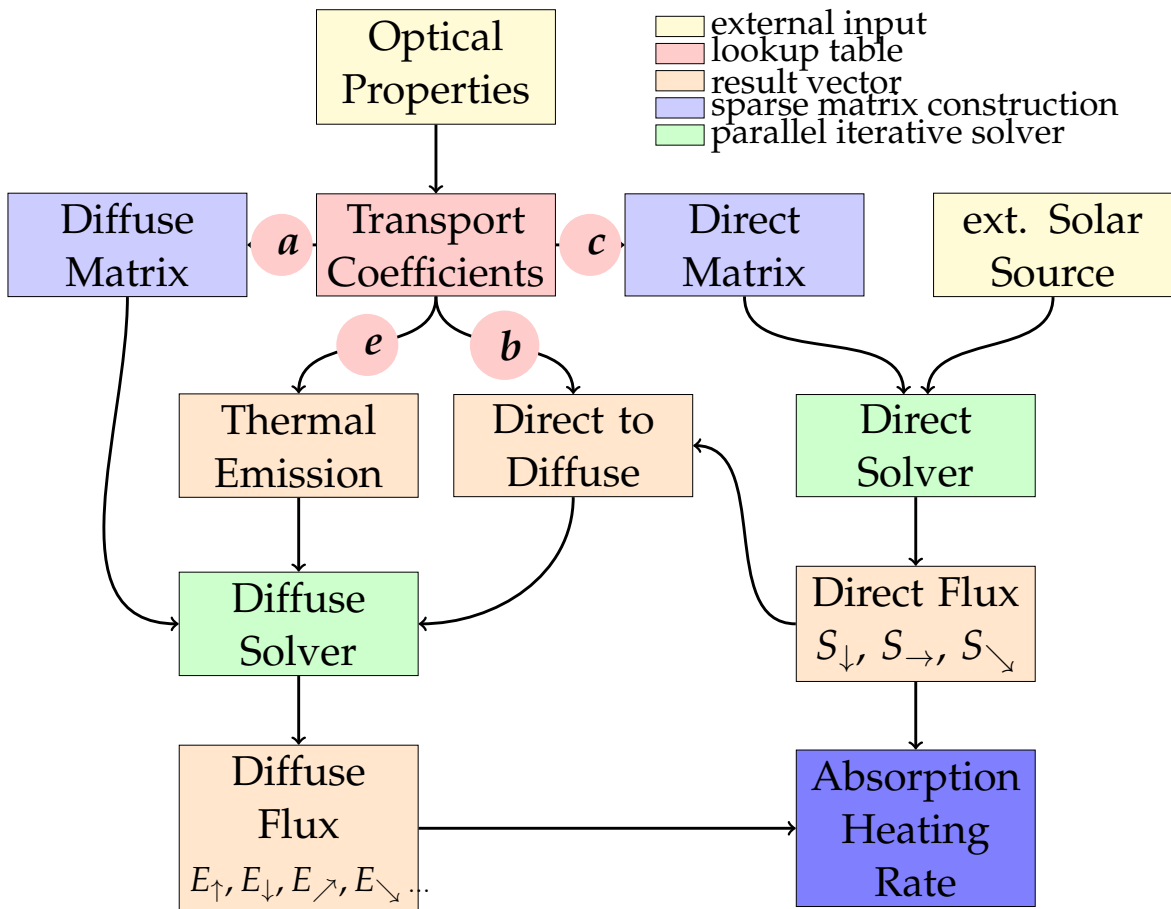 Optical
Properties
external input
lookup table
result vector
sparse matrix construction
parallel iterative solver
Diffuse
Matrix
a
Transport
Coefficients
c
Direct
Matrix
ext. Solar
Source
e
b
Thermal
Emission
Direct to
Diffuse
Direct
Solver
Diffuse
Solver
Direct Flux
S↓, S→, S↘
Diffuse
Flux
E↑, E↓, E↗, E↘ ...
Absorption
Heating
Rate